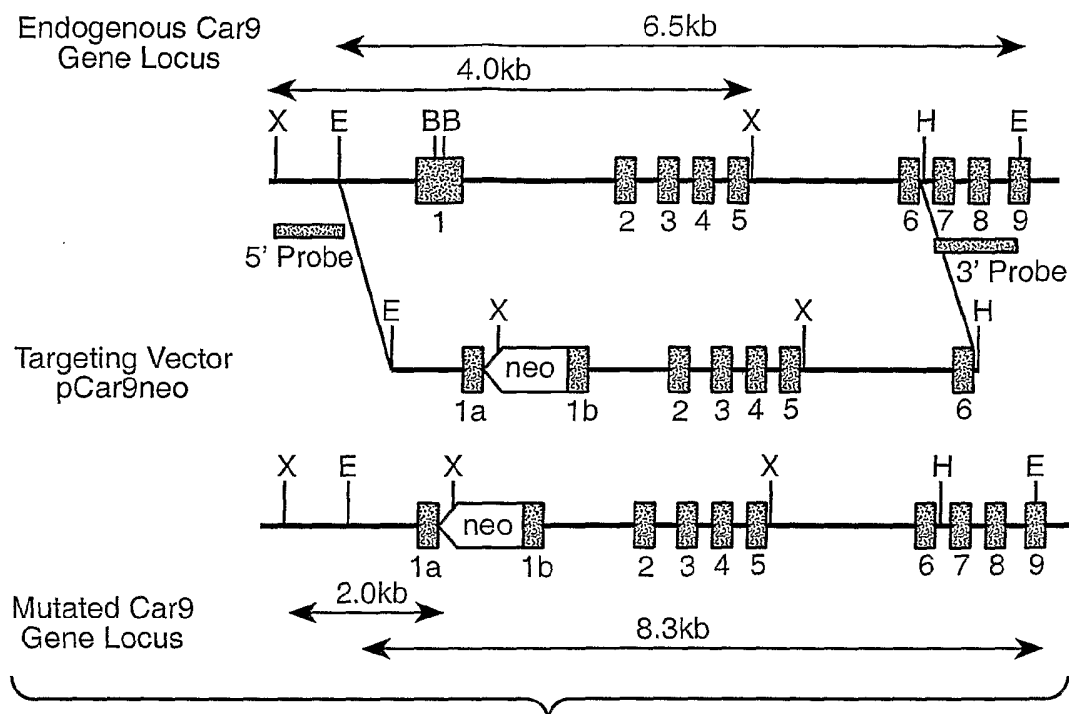 Endogenous Car9
Gene Locus
6.5kb
4.0kb
X E BB X H E
1 2 3 4 5 6 7 8 9
5' Probe
3' Probe
E X X H
Targeting Vector
pCar9neo
neo
1a 1b 2 3 4 5 6
X E X X H E
neo
1a 1b 2 3 4 5 6 7 8 9
Mutated Car9
Gene Locus
2.0kb
8.3kb